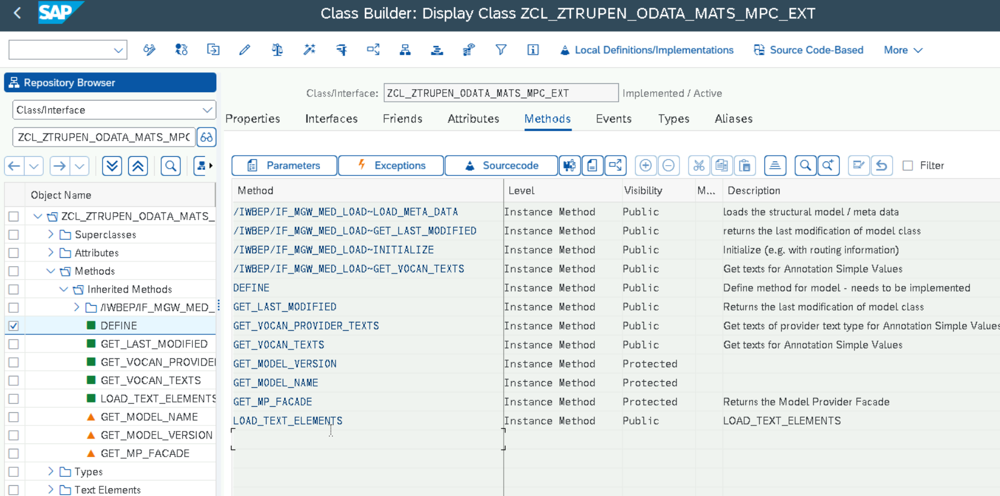 SAP
Class Builder: Display Class ZCL_ZTRUPEN_ODATA_MATS_MPC_EXT
Local Definitions/Implementations
Source Code-Based
More
Repository Browser
Class/Interface
ZCL_ZTRUPEN_ODATA_MATS_MPC
Object Name
ZCL_ZTRUPEN_ODATA_MATS_
Superclasses
Attributes
Methods
Inherited Methods
/IWBEP/IF_MGW_MED_
DEFINE
GET_LAST_MODIFIED
GET_VOCAN_PROVIDE
GET_VOCAN_TEXTS
LOAD_TEXT_ELEMENTS
GET_MODEL_NAME
GET_MODEL_VERSION
GET_MP_FACADE
Types
Text Elements
Class/Interface: ZCL_ZTRUPEN_ODATA_MATS_MPC_EXT Implemented / Active
Properties Interfaces Friends Attributes Methods Events Types Aliases
Parameters Exceptions Sourcecode Filter
Method Level Visibility M... Description
/IWBEP/IF_MGW_MED_LOAD~LOAD_META_DATA Instance Method Public loads the structural model / meta data
/IWBEP/IF_MGW_MED_LOAD~GET_LAST_MODIFIED Instance Method Public returns the last modification of model class
/IWBEP/IF_MGW_MED_LOAD~INITIALIZE Instance Method Public Initialize (e.g. with routing information)
/IWBEP/IF_MGW_MED_LOAD~GET_VOCAN_TEXTS Instance Method Public Get texts for Annotation Simple Values
DEFINE Instance Method Public Define method for model - needs to be implemented
GET_LAST_MODIFIED Instance Method Public Returns the last modification of model class
GET_VOCAN_PROVIDER_TEXTS Instance Method Public Get texts of provider text type for Annotation Simple Values
GET_VOCAN_TEXTS Instance Method Public Get texts for Annotation Simple Values
GET_MODEL_VERSION Instance Method Protected
GET_MODEL_NAME Instance Method Protected
GET_MP_FACADE Instance Method Protected Returns the Model Provider Facade
LOAD_TEXT_ELEMENTS Instance Method Public LOAD_TEXT_ELEMENTS